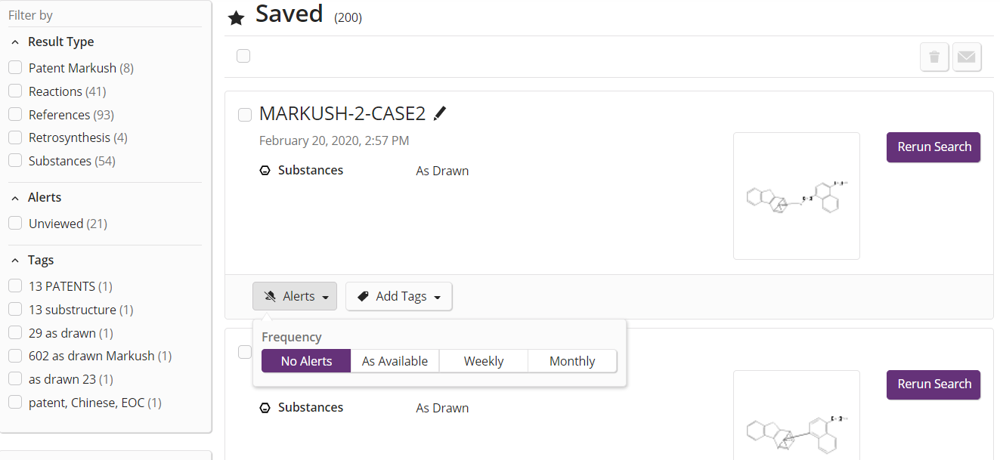 Filter by
Result Type
Patent Markush (8)
Reactions (41)
References (93)
Retrosynthesis (4)
Substances (54)
Alerts
Unviewed (21)
Tags
13 PATENTS (1)
13 substructure (1)
29 as drawn (1)
602 as drawn Markush (1)
as drawn 23 (1)
patent, Chinese, EOC (1)
Saved (200)
MARKUSH-2-CASE2
February 20, 2020, 2:57 PM
Substances As Drawn
Rerun Search
Alerts Add Tags
Frequency
No Alerts As Available Weekly Monthly
Substances As Drawn
Rerun Search